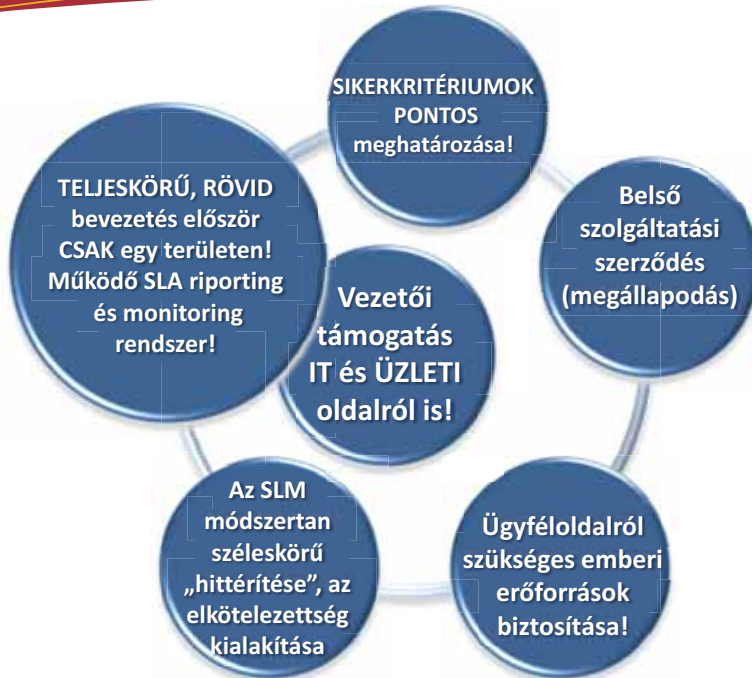 SIKERKRITÉRIUMOK
PONTOS
meghatározása!
TELJESKÖRŰ, RÖVID
bevezetés először
CSAK egy területen!
Működő SLA riporting
és monitoring
rendszer!
Belső
szolgáltatási
szerződés
(megállapodás)
Vezetői
támogatás
IT és ÜZLETI
oldalról is!
Az SLM
módszertan
széleskörű
„hittérítése”, az
elkötelezettség
kialakítása
Ügyféloldalról
szükséges emberi
erőforrások
biztosítása!